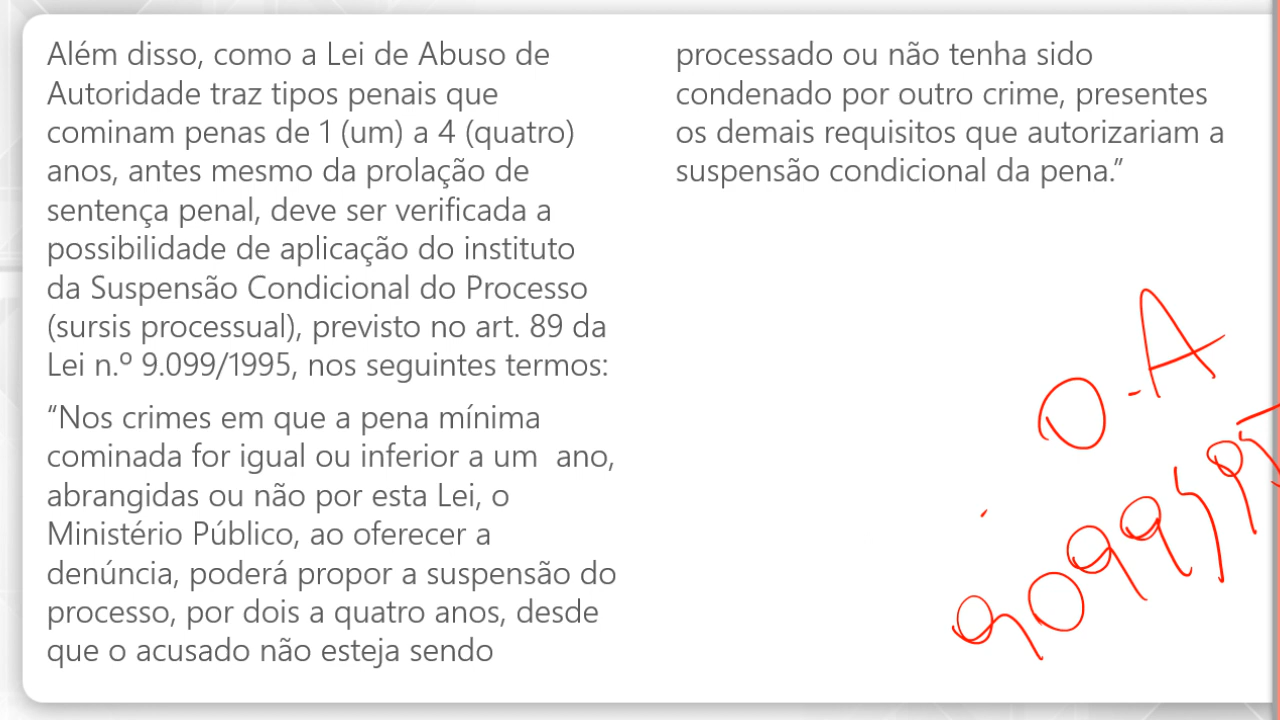 Além disso, como a Lei de Abuso de
Autoridade traz tipos penais que
cominam penas de 1 (um) a 4 (quatro)
anos, antes mesmo da prolação de
sentença penal, deve ser verificada a
possibilidade de aplicação do instituto
da Suspensão Condicional do Processo
(sursis processual), previsto no art. 89 da
Lei n.º 9.099/1995, nos seguintes termos:
“Nos crimes em que a pena mínima
cominada for igual ou inferior a um  ano,
abrangidas ou não por esta Lei, o
Ministério Público, ao oferecer a
denúncia, poderá propor a suspensão do
processo, por dois a quatro anos, desde
que o acusado não esteja sendo
processado ou não tenha sido
condenado por outro crime, presentes
os demais requisitos que autorizariam a
suspensão condicional da pena.”
0-A
9099/95